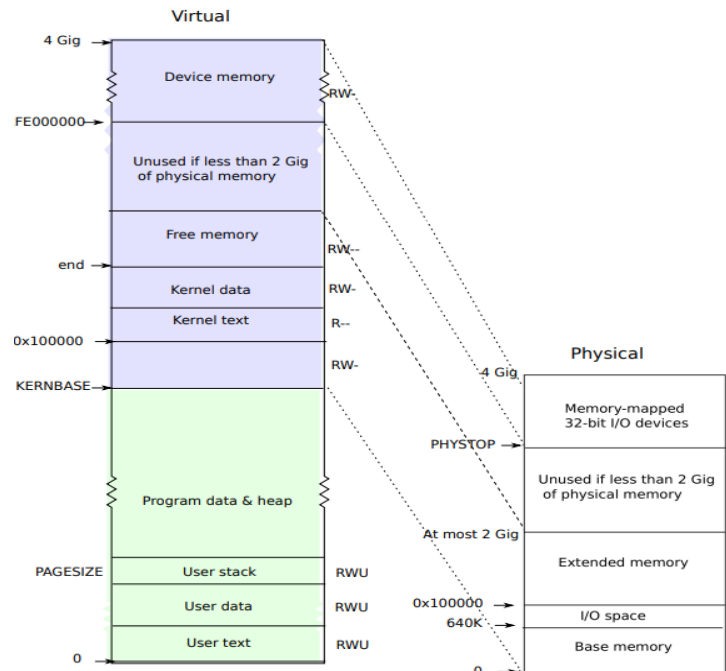 Virtual
4 Gig
Device memory
RW-
FE000000
Unused if less than 2 Gig
of physical memory
Free memory
RW--
end
Kernel data
RW-
Kernel text
R--
0x100000
RW-
KERNBASE
Program data & heap
PAGESIZE
User stack
RWU
User data
RWU
User text
RWU
0
Physical
4 Gig
Memory-mapped
32-bit I/O devices
PHYSTOP
Unused if less than 2 Gig
of physical memory
At most 2 Gig
Extended memory
0x100000
I/O space
640K
Base memory
0